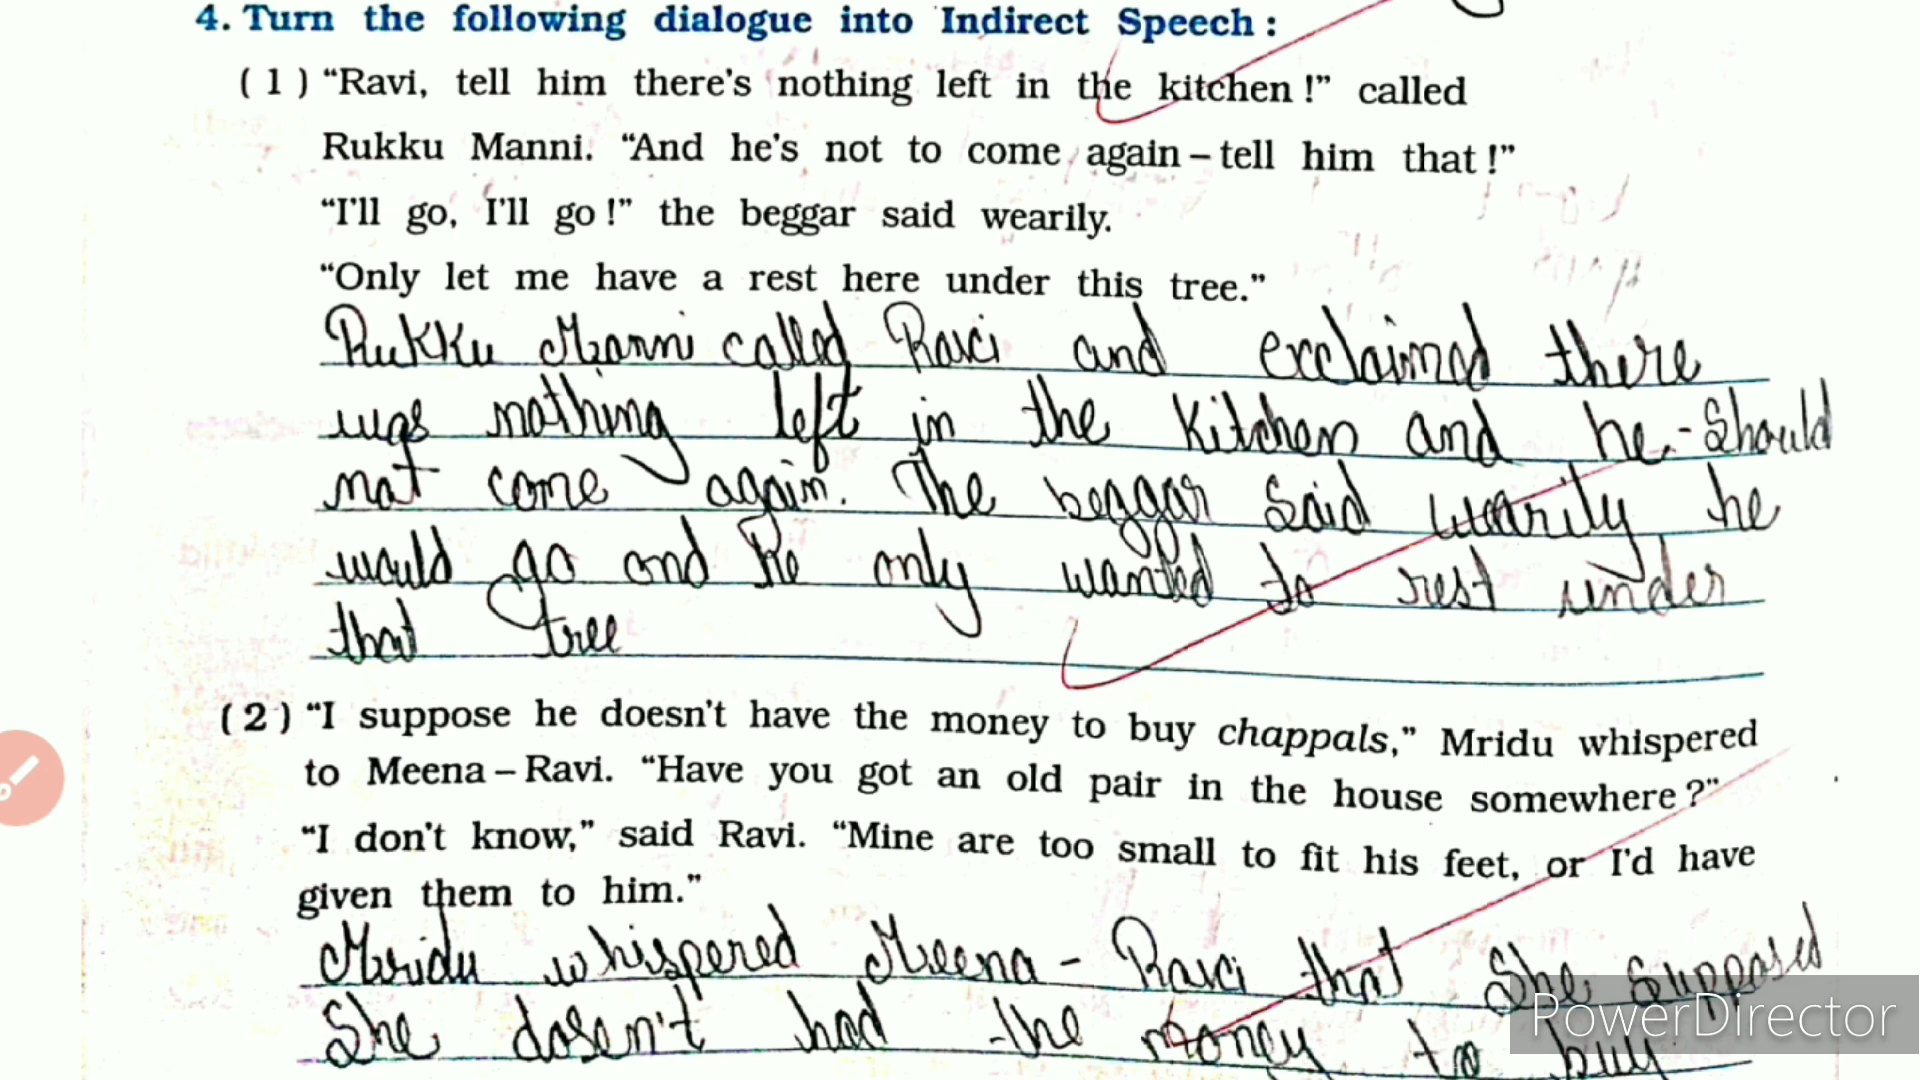 4. Turn the following dialogue into Indirect Speech :
( 1 ) “Ravi, tell him there's nothing left in the kitchen !” called
Rukku Manni. “And he's not to come again – tell him that !”
“I'll go, I'll go !” the beggar said wearily.
“Only let me have a rest here under this tree.”
Rukku Manni called Ravi and exclaimed there
was nothing left in the kitchen and he should
not come again. The beggar said warily he
would go and he only wanted to rest under
that tree
( 2 ) “I suppose he doesn't have the money to buy chappals,” Mridu whispered
to Meena – Ravi. “Have you got an old pair in the house somewhere ?”
“I don't know,” said Ravi. “Mine are too small to fit his feet, or I'd have
given them to him.”
Mridu whispered Meena - Ravi that she supposed
She dosen't had the money to buy
PowerDirector